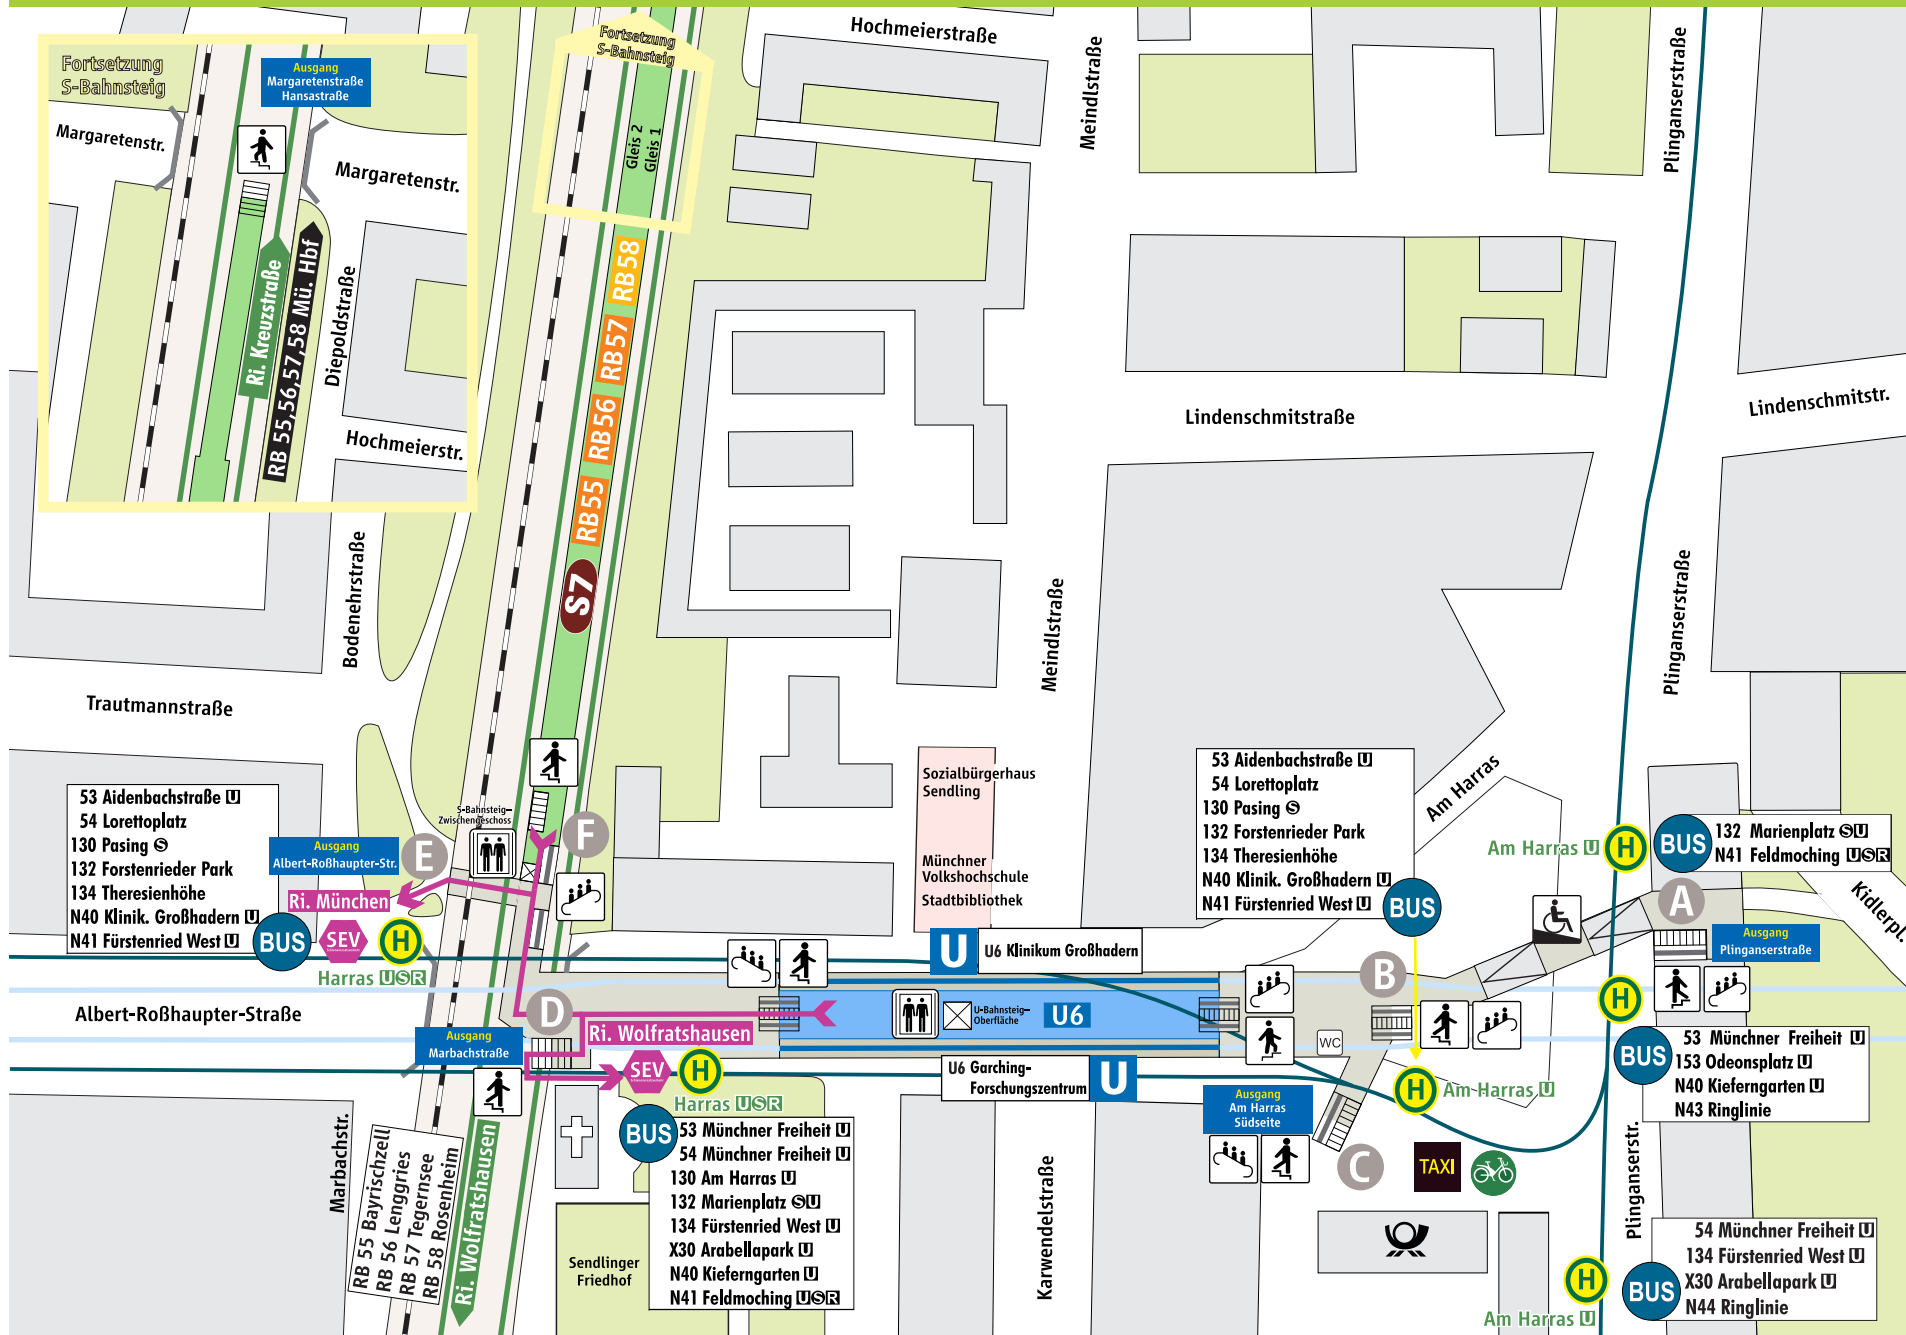 Fortsetzung
S-Bahnsteig
Ausgang
Margaretenstraße
Hansastraße
Margaretenstr.
Margaretenstr.
Ri. Kreuzstraße
RB 55,56,57,58 Mü. Hbf
Diepoldstraße
Hochmeierstr.
Fortsetzung
S-Bahnsteig
Gleis 2
Gleis 1
RB 58
RB 57
RB 56
RB 55
S7
Hochmeierstraße
Meindlstraße
Plinganserstraße
Lindenschmitstraße
Lindenschmitstr.
Bodenehrstraße
Meindlstraße
Plinganserstraße
Trautmannstraße
53 Aidenbachstraße U
54 Lorettoplatz
130 Pasing S
132 Forstenrieder Park
134 Theresienhöhe
N40 Klinik. Großhadern U
N41 Fürstenried West U
BUS
SEV
H
Harras USR
S-Bahnsteig–
Zwischengeschoss
Ausgang
Albert-Roßhaupter-Str.
E
F
Ri. München
Sozialbürgerhaus
Sendling
Münchner
Volkshochschule
Stadtbibliothek
53 Aidenbachstraße U
54 Lorettoplatz
130 Pasing S
132 Forstenrieder Park
134 Theresienhöhe
N40 Klinik. Großhadern U
N41 Fürstenried West U
BUS
Am Harras
Am Harras U
H
BUS
132 Marienplatz SU
N41 Feldmoching USR
A
Kidlerpl.
Ausgang
Plinganserstraße
U
U6 Klinikum Großhadern
B
D
Albert-Roßhaupter-Straße
Ausgang
Marbachstraße
Ri. Wolfratshausen
U-Bahnsteig–
Oberfläche
U6
WC
H
BUS
53 Münchner Freiheit U
153 Odeonsplatz U
N40 Kieferngarten U
N43 Ringlinie
SEV
H
Harras USR
U6 Garching-
Forschungszentrum
U
Ausgang
Am Harras
Südseite
H
Am Harras U
C
TAXI
BUS
53 Münchner Freiheit U
54 Münchner Freiheit U
130 Am Harras U
132 Marienplatz SU
134 Fürstenried West U
X30 Arabellapark U
N40 Kieferngarten U
N41 Feldmoching USR
Marbachstr.
RB 55 Bayrischzell
RB 56 Lenggries
RB 57 Tegernsee
RB 58 Rosenheim
Ri. Wolfratshausen
Sendlinger
Friedhof
Karwendelstraße
Plinganserstr.
H
Am Harras U
BUS
54 Münchner Freiheit U
134 Fürstenried West U
X30 Arabellapark U
N44 Ringlinie